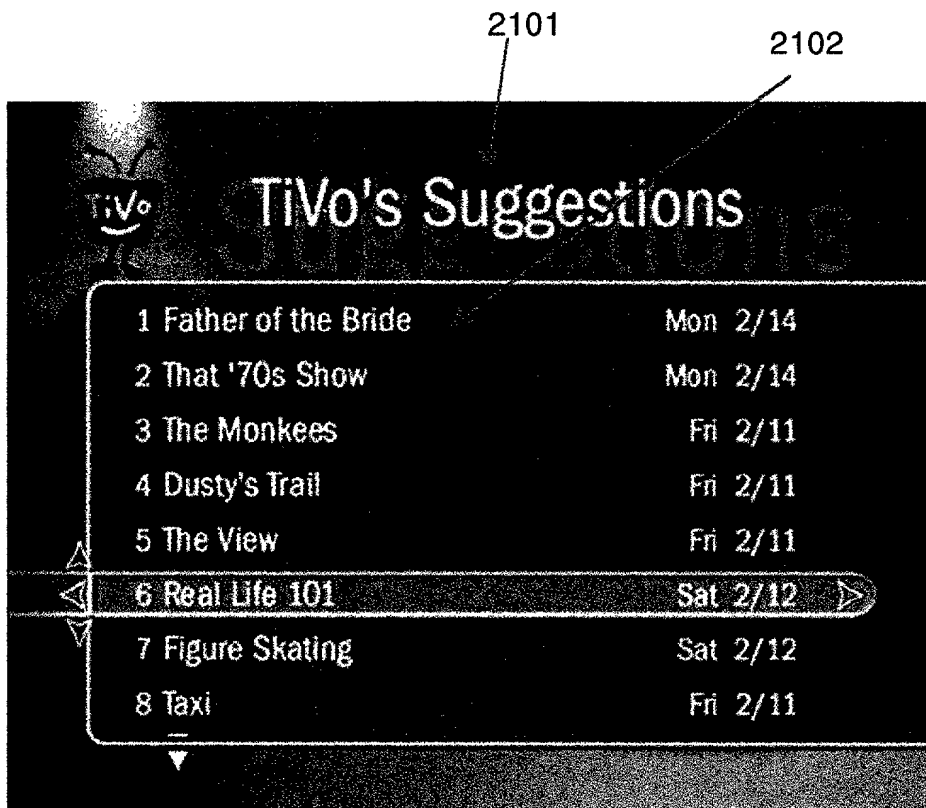 2101
2102
TiVo
TiVo's Suggestions
Suggestions
1 Father of the Bride Mon 2/14
2 That '70s Show Mon 2/14
3 The Monkees Fri 2/11
4 Dusty's Trail Fri 2/11
5 The View Fri 2/11
6 Real Life 101 Sat 2/12
7 Figure Skating Sat 2/12
8 Taxi Fri 2/11